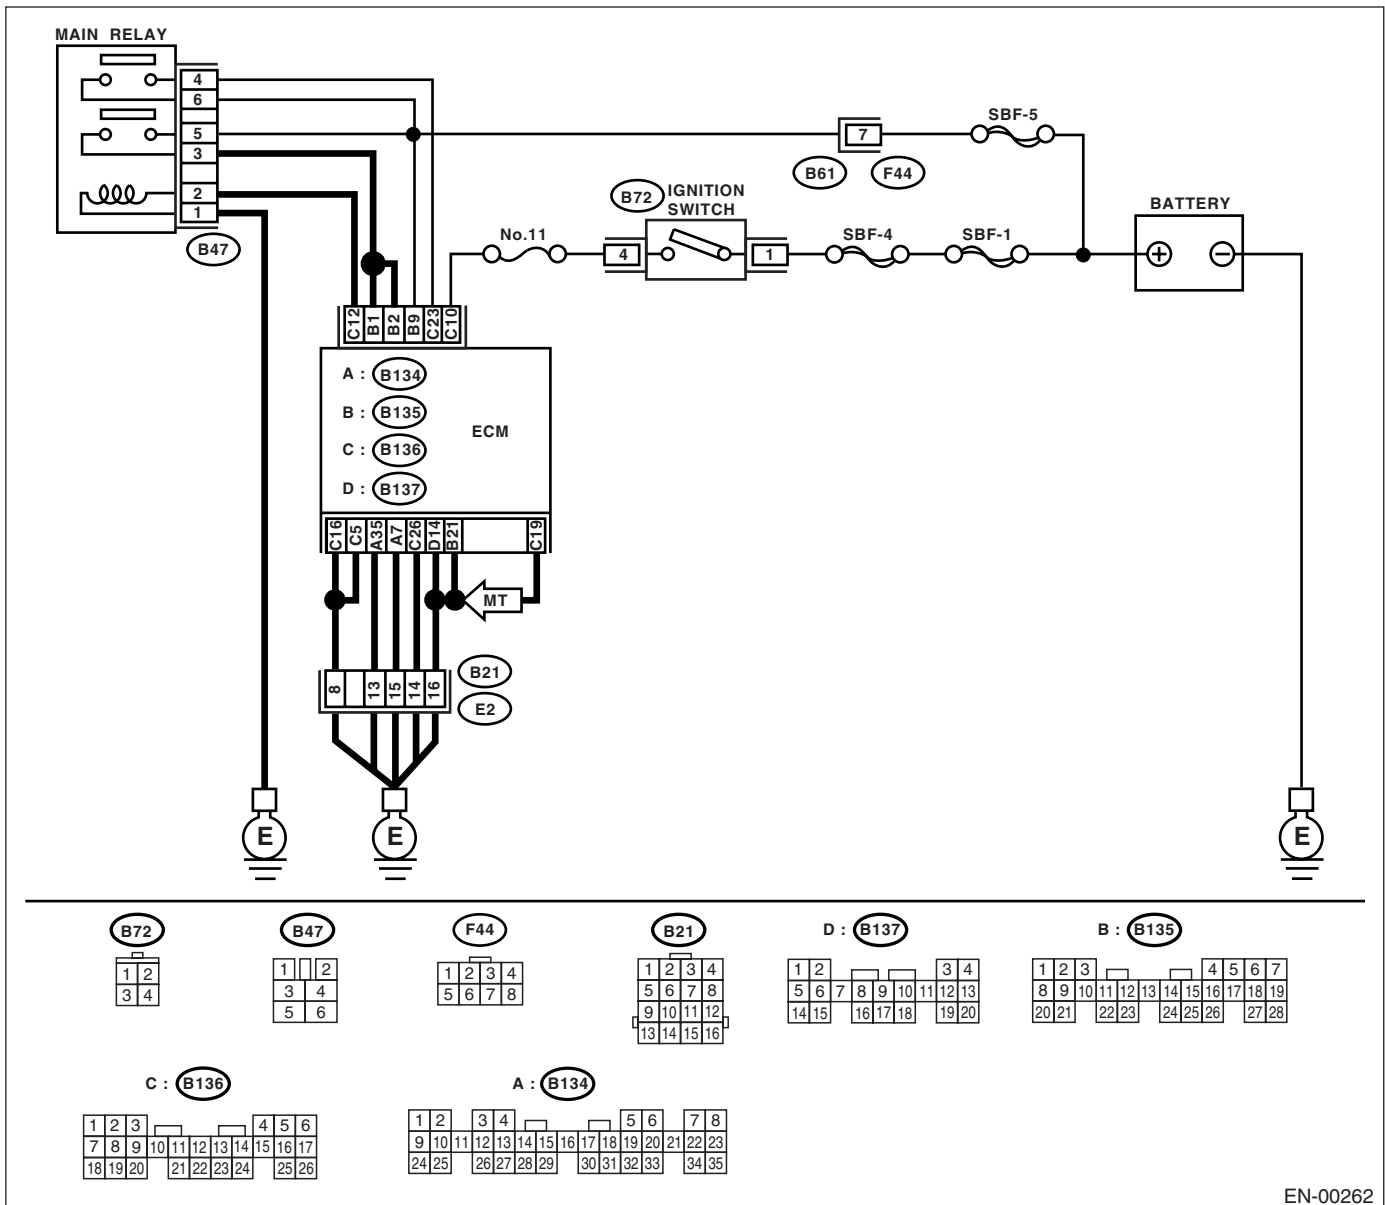 MAIN RELAY
4
6
5
3
2
1
B47
SBF-5
7
B61
F44
B72
IGNITION
SWITCH
No.11
4
1
SBF-4
SBF-1
BATTERY
+
−
C12
B1
B2
B9
C23
C10
A : B134
B : B135
C : B136
D : B137
ECM
C16
C5
A35
A7
C26
D14
B21
C19
MT
8
13
15
14
16
B21
E2
E
E
E
B72
1 2
3 4
B47
1 2
3 4
5 6
F44
1 2 3 4
5 6 7 8
B21
1 2 3 4
5 6 7 8
9 10 11 12
13 14 15 16
D : B137
1 2 3 4
5 6 7 8 9 10 11 12 13
14 15 16 17 18 19 20
B : B135
1 2 3 4 5 6 7
8 9 10 11 12 13 14 15 16 17 18 19
20 21 22 23 24 25 26 27 28
C : B136
1 2 3 4 5 6
7 8 9 10 11 12 13 14 15 16 17
18 19 20 21 22 23 24 25 26
A : B134
1 2 3 4 5 6 7 8
9 10 11 12 13 14 15 16 17 18 19 20 21 22 23
24 25 26 27 28 29 30 31 32 33 34 35
EN-00262